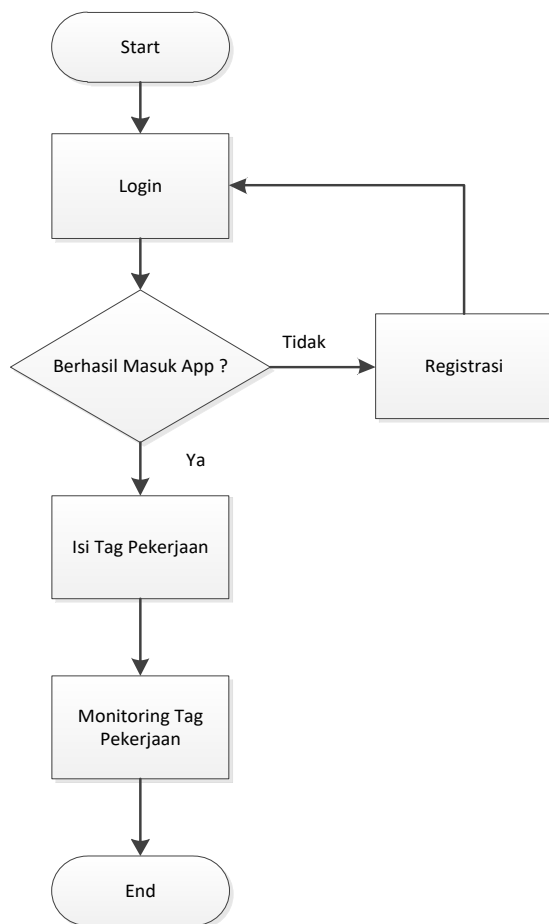 Start
Login
Berhasil Masuk App ?
Tidak
Registrasi
Ya
Isi Tag Pekerjaan
Monitoring Tag
Pekerjaan
End